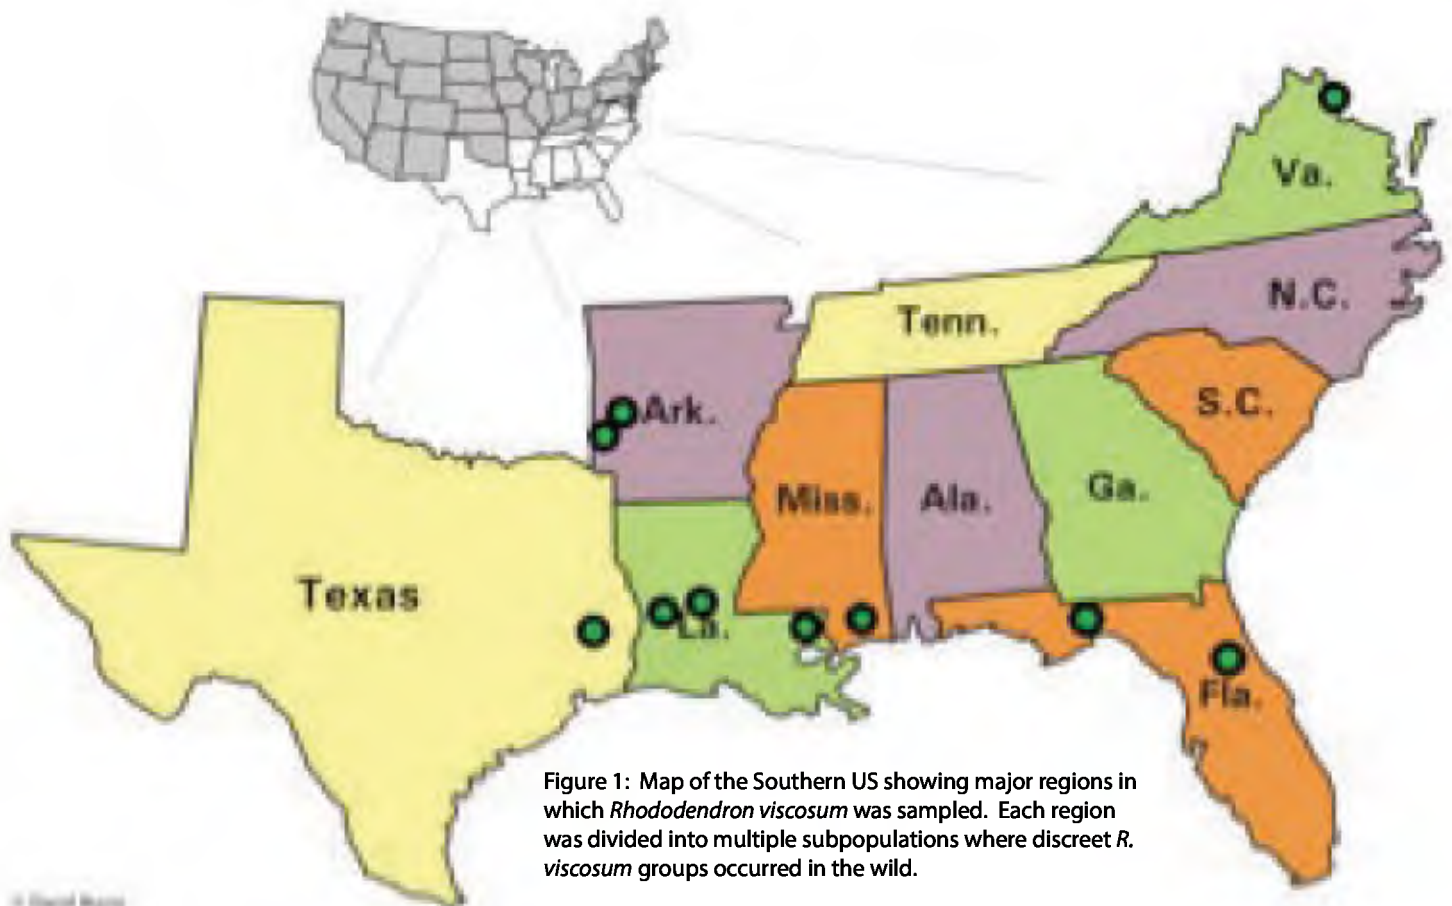 Va.
N.C.
Tenn.
S.C.
Ark.
Ga.
Miss.
Ala.
Texas
La.
Fla.
Figure 1: Map of the Southern US showing major regions in
which Rhododendron viscosum was sampled. Each region
was divided into multiple subpopulations where discreet R.
viscosum groups occurred in the wild.